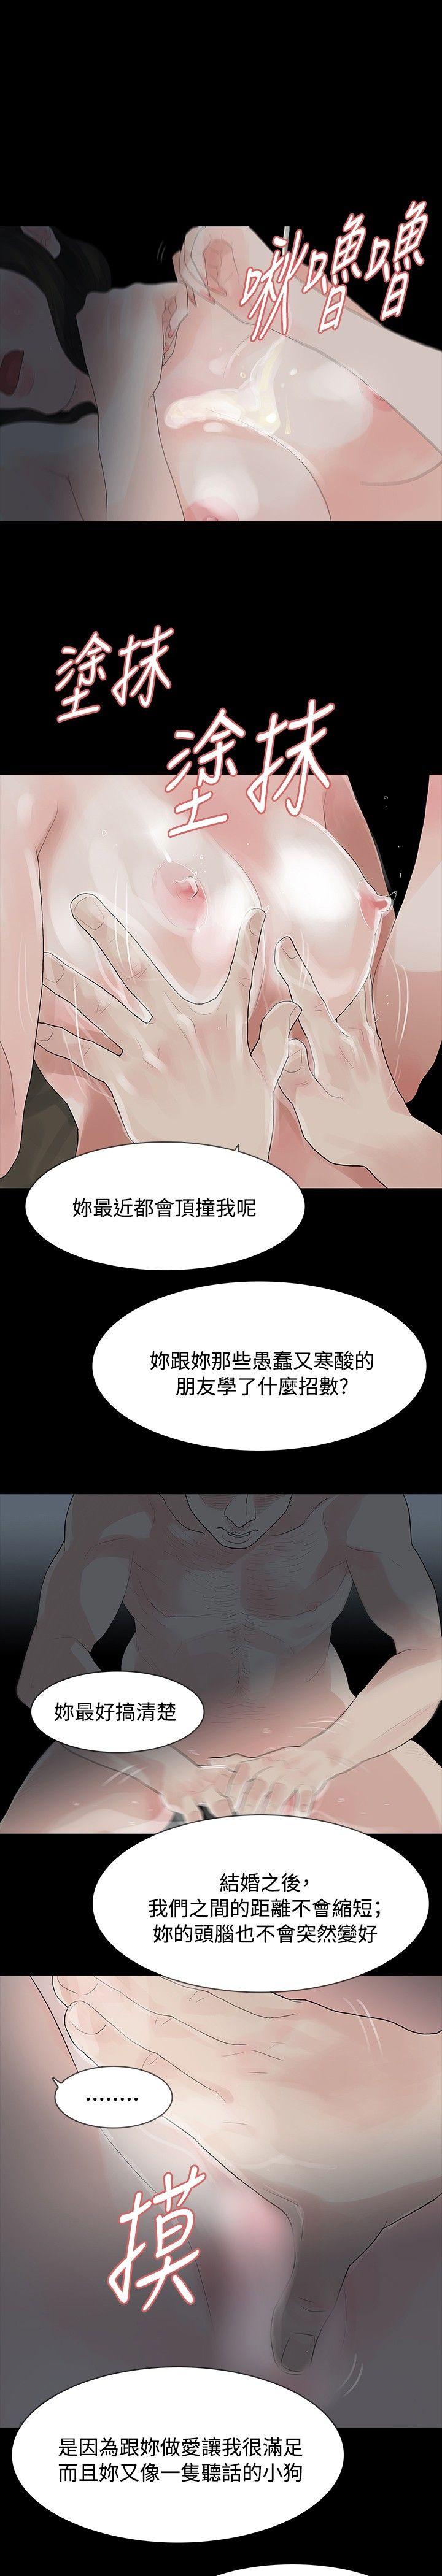 啾嚕嚕
塗抹
塗抹
妳最近都會頂撞我呢
妳跟妳那些愚蠢又寒酸的
朋友學了什麼招數?
妳最好搞清楚
結婚之後，
我們之間的距離不會縮短；
妳的頭腦也不會突然變好
........
摸
是因為跟妳做愛讓我很滿足
而且妳又像一隻聽話的小狗